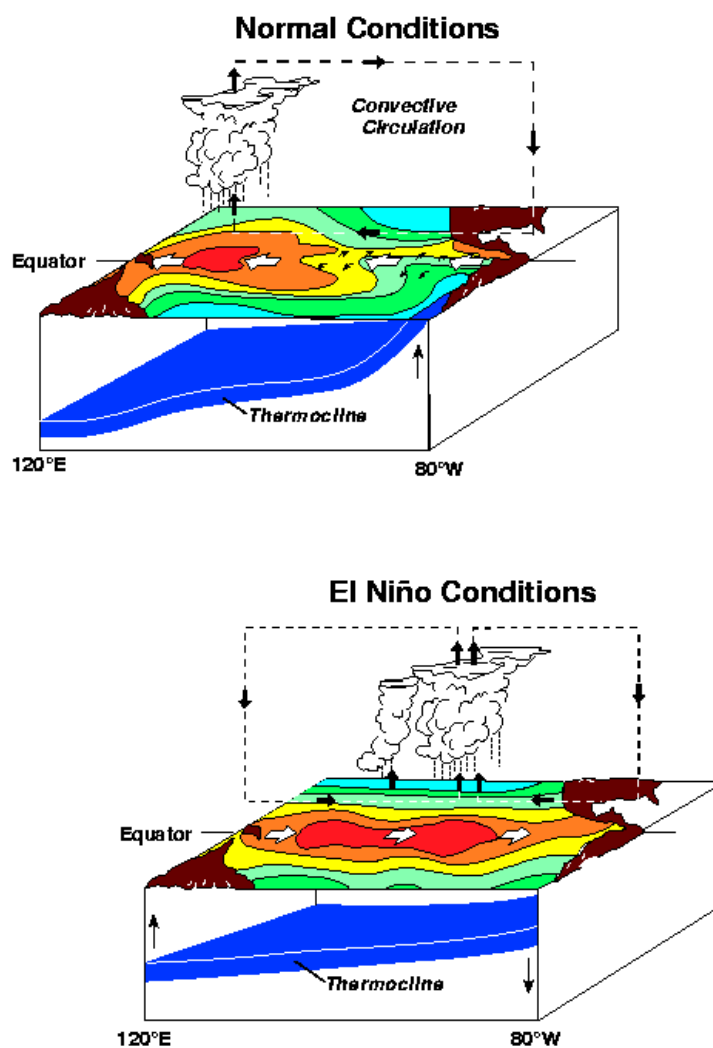 Normal Conditions
Convective
Circulation
Equator
Thermocline
120°E
80°W
El Niño Conditions
Equator
Thermocline
120°E
80°W